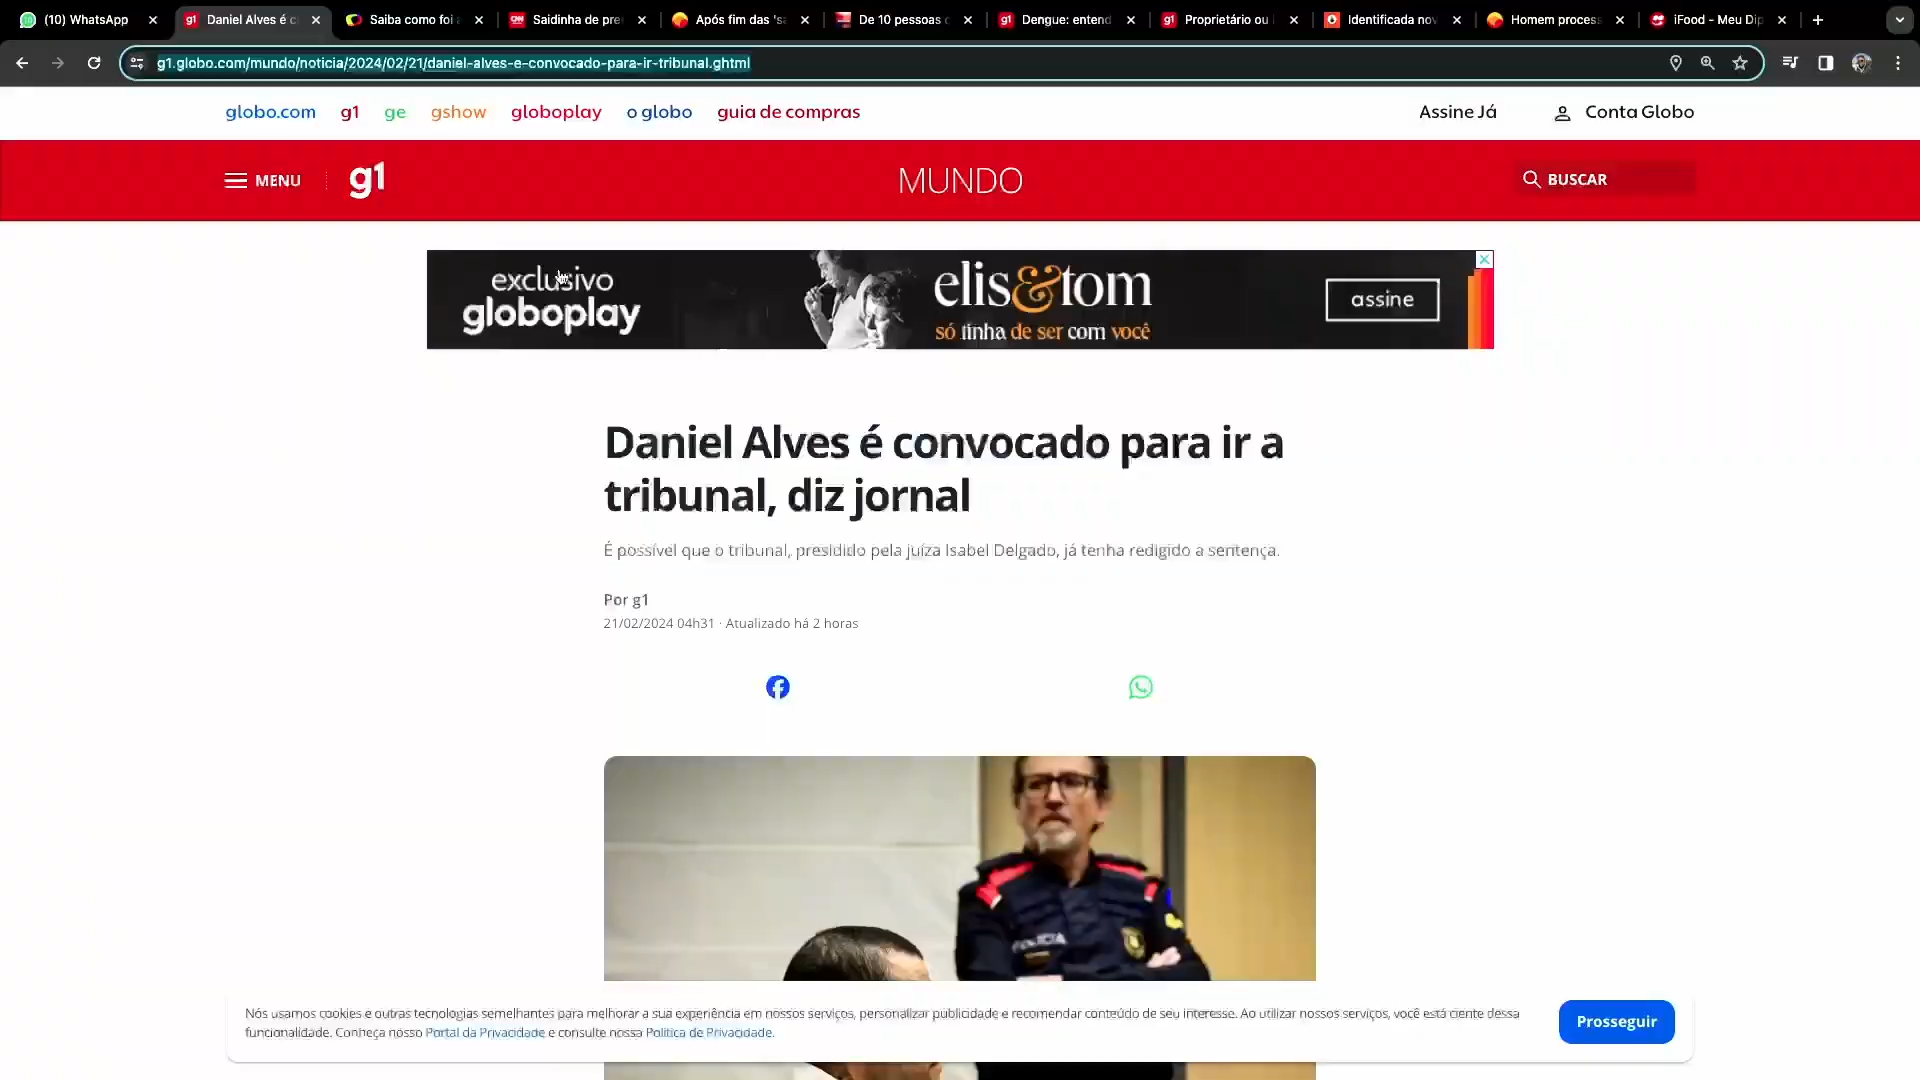 (10) WhatsApp
Daniel Alves é c
Saiba como foi
Saidinha de pre
Após fim das 's
De 10 pessoas
Dengue: entend
Proprietário ou
Identificada nov
Homem process
iFood - Meu Dip
g1.globo.com/mundo/noticia/2024/02/21/daniel-alves-e-convocado-para-ir-tribunal.ghtml
globo.com g1 ge gshow globoplay o globo guia de compras
Assine Já
Conta Globo
MENU
g1
MUNDO
BUSCAR
exclusivo
globoplay
elis&tom
só tinha de ser com você
assine
Daniel Alves é convocado para ir a
tribunal, diz jornal
É possível que o tribunal, presidido pela juíza Isabel Delgado, já tenha redigido a sentença.
Por g1
21/02/2024 04h31 · Atualizado há 2 horas
POLICIA
Nós usamos cookies e outras tecnologias semelhantes para melhorar a sua experiência em nossos serviços, personalizar publicidade e recomendar conteúdo de seu interesse. Ao utilizar nossos serviços, você está ciente dessa
funcionalidade. Conheça nosso Portal da Privacidade e consulte nossa Política de Privacidade.
Prosseguir